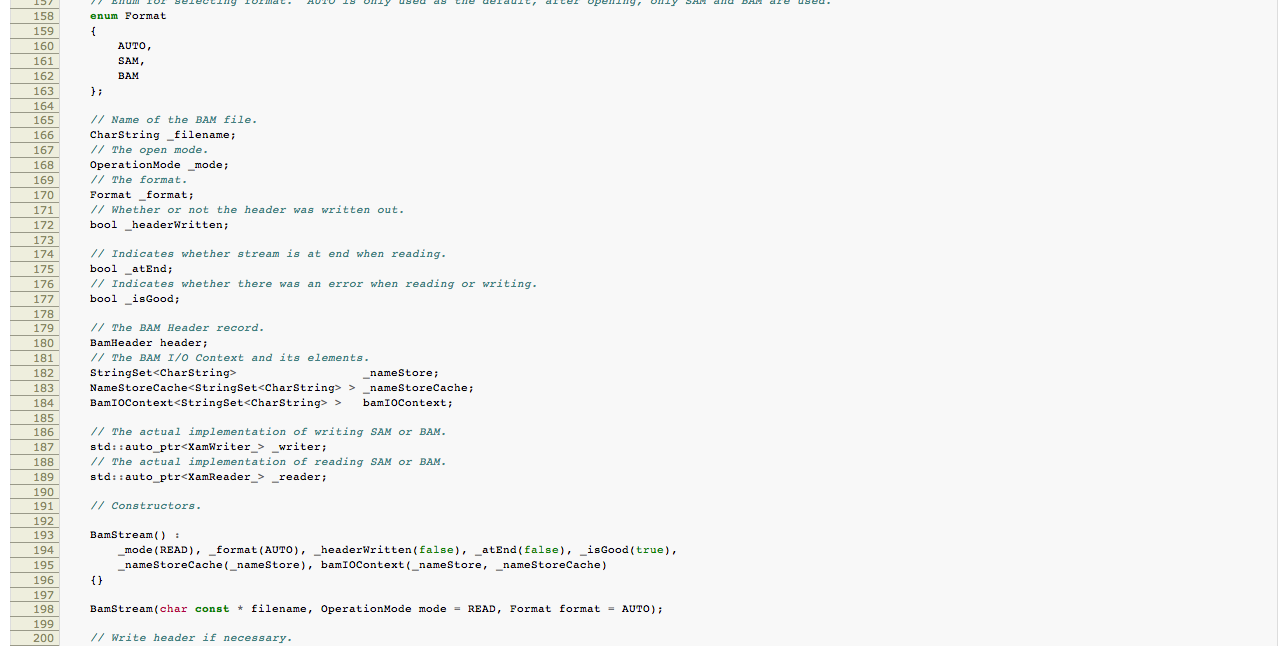 157 // Enum for selecting format.  AUTO is only used as the default, after opening, only SAM and BAM are used.
158 enum Format
159 {
160     AUTO,
161     SAM,
162     BAM
163 };
164
165 // Name of the BAM file.
166 CharString _filename;
167 // The open mode.
168 OperationMode _mode;
169 // The format.
170 Format _format;
171 // Whether or not the header was written out.
172 bool _headerWritten;
173
174 // Indicates whether stream is at end when reading.
175 bool _atEnd;
176 // Indicates whether there was an error when reading or writing.
177 bool _isGood;
178
179 // The BAM Header record.
180 BamHeader header;
181 // The BAM I/O Context and its elements.
182 StringSet<CharString>                  _nameStore;
183 NameStoreCache<StringSet<CharString> > _nameStoreCache;
184 BamIOContext<StringSet<CharString> >   bamIOContext;
185
186 // The actual implementation of writing SAM or BAM.
187 std::auto_ptr<XamWriter_> _writer;
188 // The actual implementation of reading SAM or BAM.
189 std::auto_ptr<XamReader_> _reader;
190
191 // Constructors.
192
193 BamStream() :
194     _mode(READ), _format(AUTO), _headerWritten(false), _atEnd(false), _isGood(true),
195     _nameStoreCache(_nameStore), bamIOContext(_nameStore, _nameStoreCache)
196 {}
197
198 BamStream(char const * filename, OperationMode mode = READ, Format format = AUTO);
199
200 // Write header if necessary.